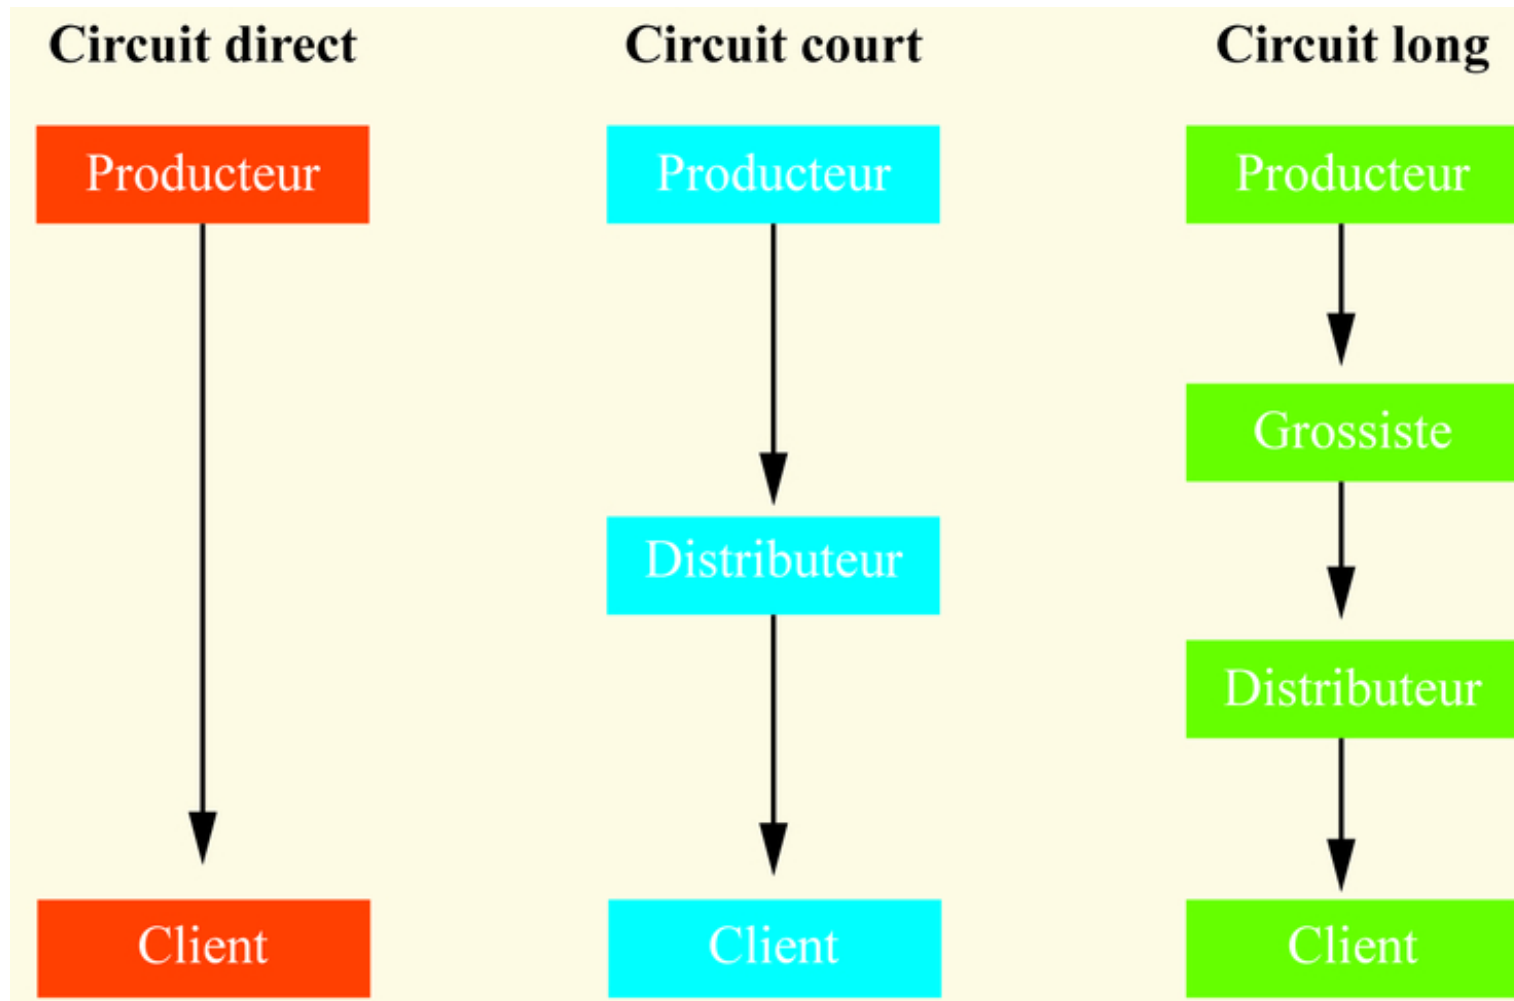 Circuit direct
Circuit court
Circuit long
Producteur
Producteur
Producteur
Grossiste
Distributeur
Distributeur
Client
Client
Client